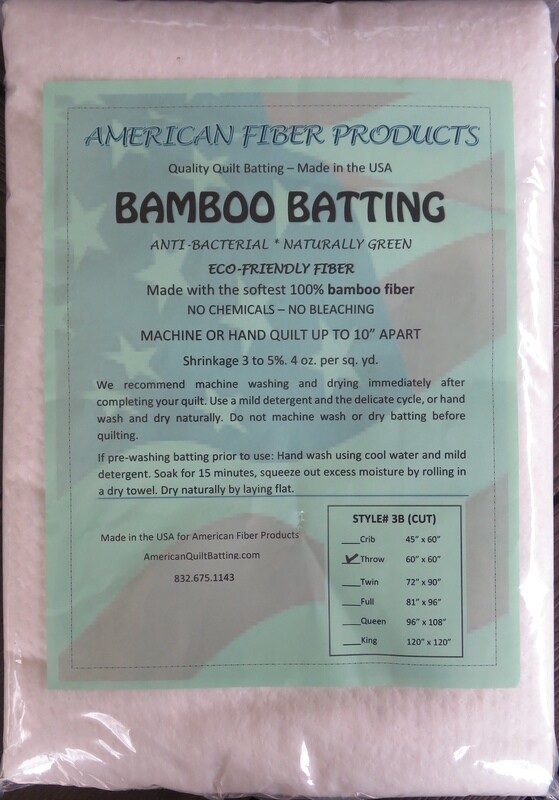 AMERICAN FIBER PRODUCTS
Quality Quilt Batting – Made in the USA
BAMBOO BATTING
ANTI-BACTERIAL * NATURALLY GREEN
ECO-FRIENDLY FIBER
Made with the softest 100% bamboo fiber
NO CHEMICALS – NO BLEACHING
MACHINE OR HAND QUILT UP TO 10” APART
Shrinkage 3 to 5%. 4 oz. per sq. yd.
We recommend machine washing and drying immediately after
completing your quilt. Use a mild detergent and the delicate cycle, or hand
wash and dry naturally. Do not machine wash or dry batting before
quilting.
If pre-washing batting prior to use: Hand wash using cool water and mild
detergent. Soak for 15 minutes, squeeze out excess moisture by rolling in
a dry towel. Dry naturally by laying flat.
Made in the USA for American Fiber Products
AmericanQuiltBatting.com
832.675.1143
STYLE# 3B (CUT)
___Crib 45” x 60”
✓Throw 60” x 60”
___Twin 72” x 90”
___Full 81” x 96”
___Queen 96” x 108”
___King 120” x 120”